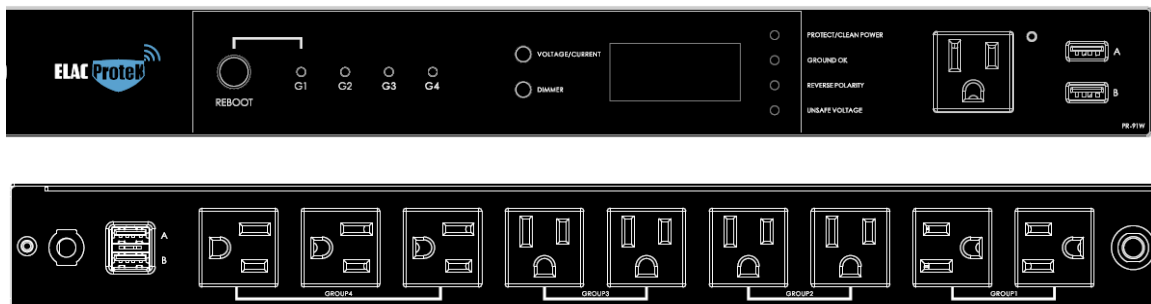 ELAC Protek
REBOOT
G1 G2 G3 G4
VOLTAGE/CURRENT
DIMMER
PROTECT/CLEAN POWER
GROUND OK
REVERSE POLARITY
UNSAFE VOLTAGE
A
B
PR-91W
A
B
GROUP4 GROUP3 GROUP2 GROUP1